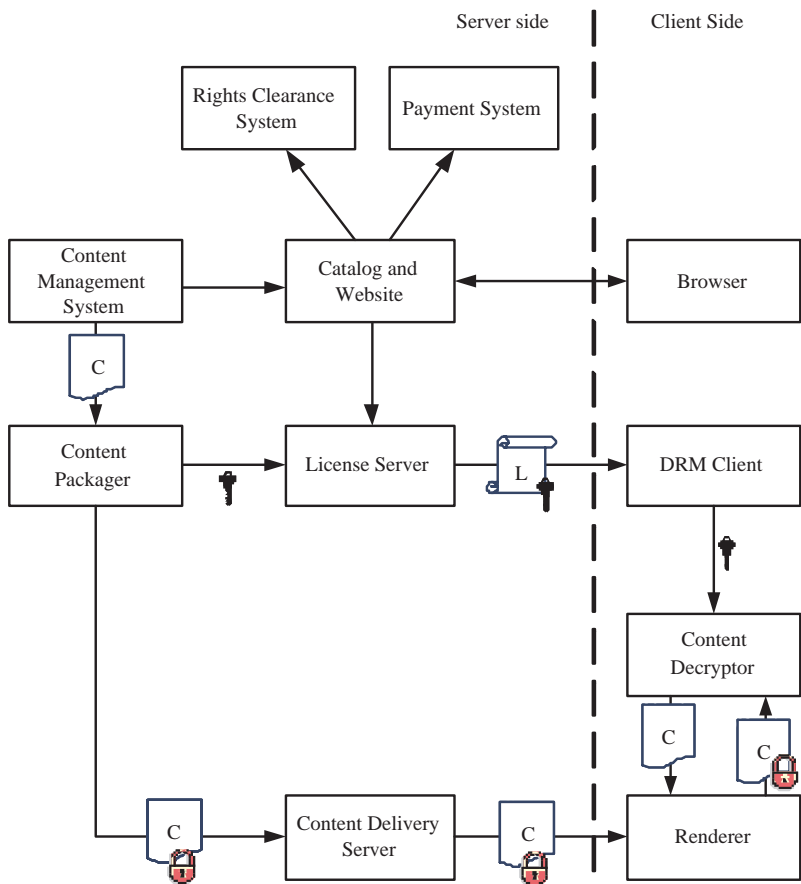 Server side
Client Side
Rights Clearance
System
Payment System
Content
Management
System
Catalog and
Website
Browser
C
Content
Packager
License Server
L
DRM Client
Content
Decryptor
C
C
C
Content Delivery
Server
C
Renderer